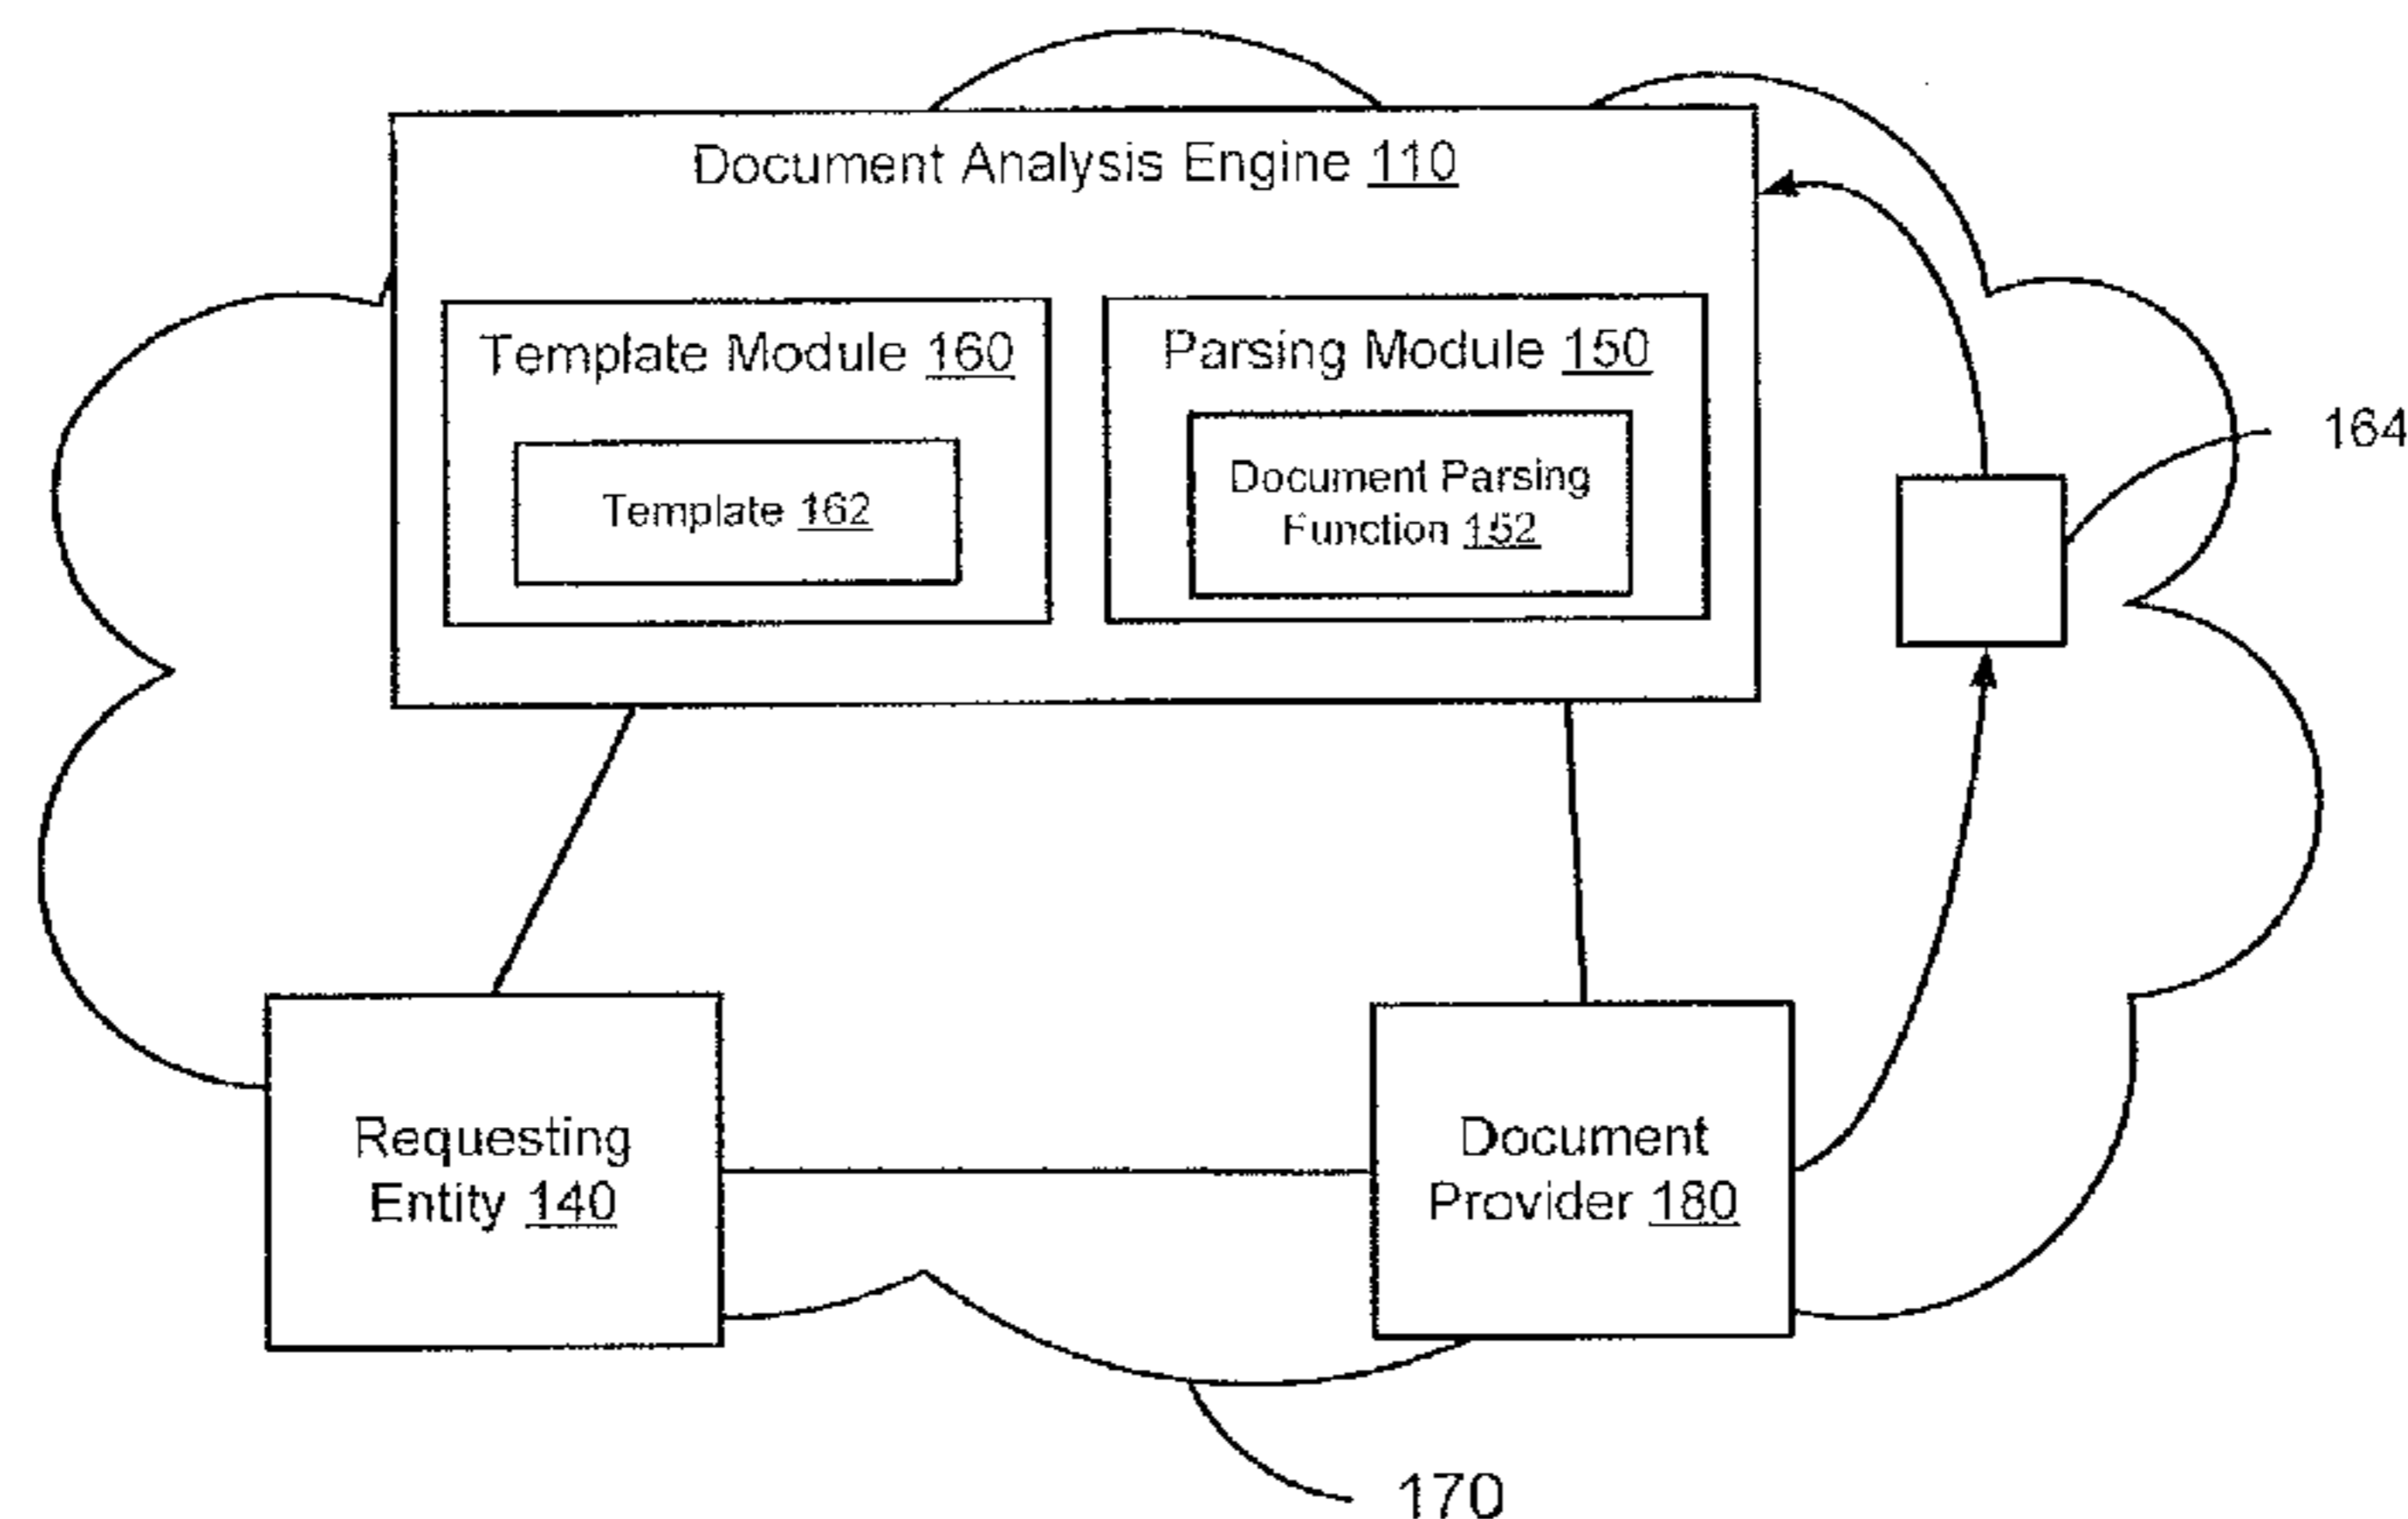 Document Analysis Engine 110
Template Module 160
Template 162
Parsing Module 150
Document Parsing
Function 152
164
Requesting
Entity 140
Document
Provider 180
170